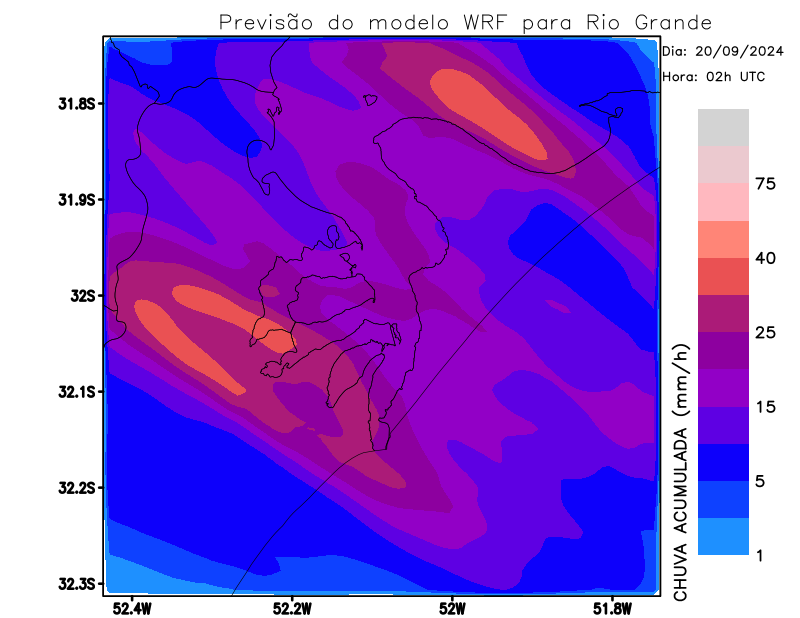 Previsão do modelo WRF para Rio Grande
Dia: 20/09/2024
Hora: 02h UTC
31.8S
31.9S
32S
32.1S
32.2S
32.3S
52.4W
52.2W
52W
51.8W
75
40
25
15
5
1
CHUVA ACUMULADA (mm/h)